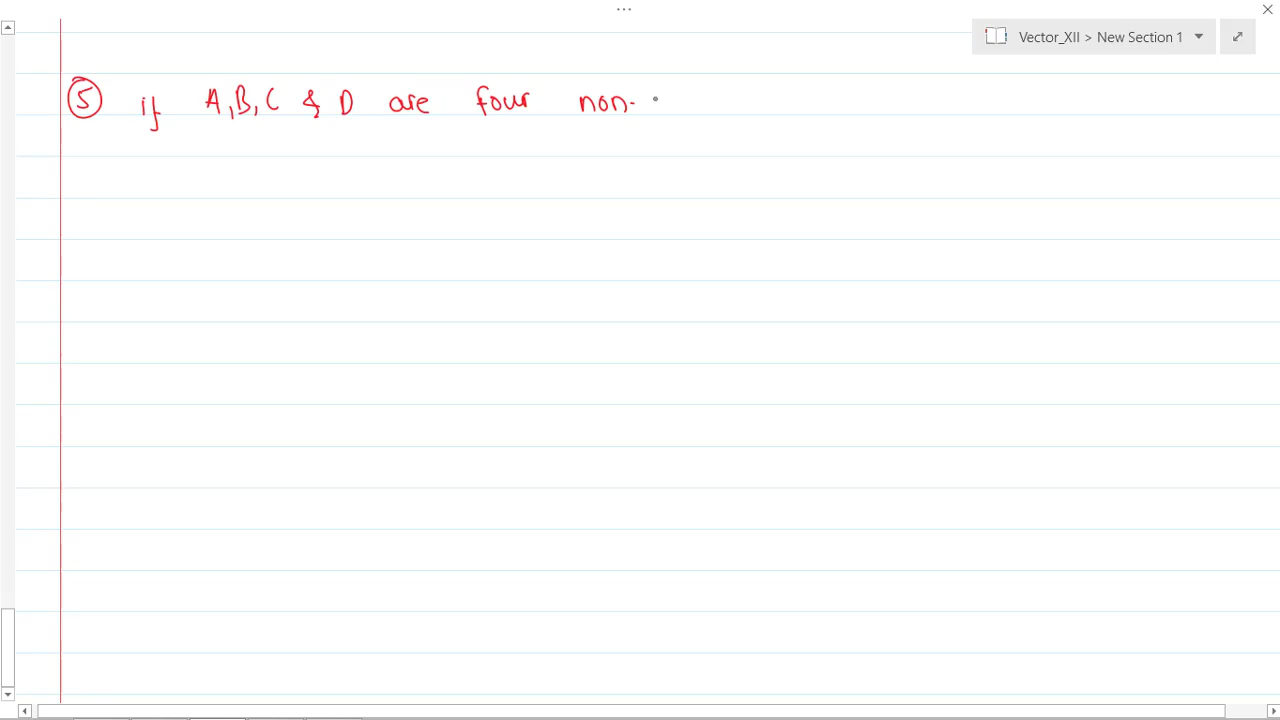 ...
Vector_XII > New Section 1
⑤ if A, B, C & D are four non-